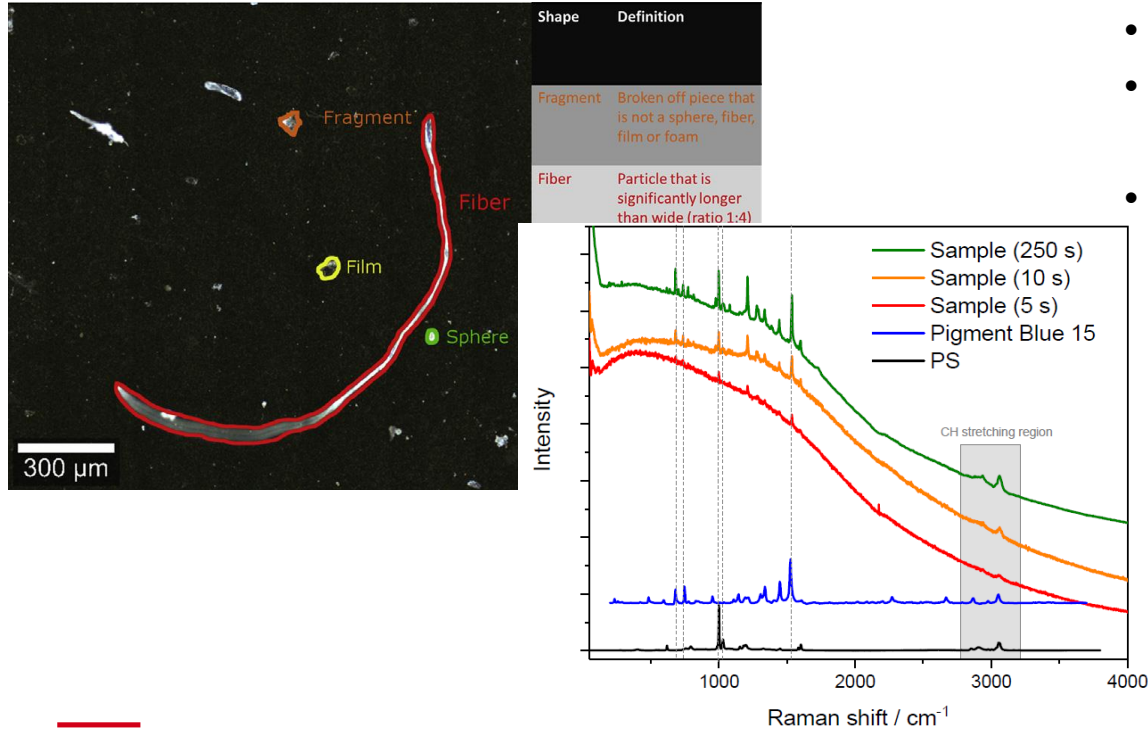 Fragment
Fiber
Film
Sphere
300 µm
Shape Definition
Fragment Broken off piece that
is not a sphere, fiber,
film or foam
Fiber Particle that is
significantly longer
than wide (ratio 1:4)
•
•
•
Sample (250 s)
Sample (10 s)
Sample (5 s)
Pigment Blue 15
PS
CH stretching region
Intensity
1000 2000 3000 4000
Raman shift / cm⁻¹